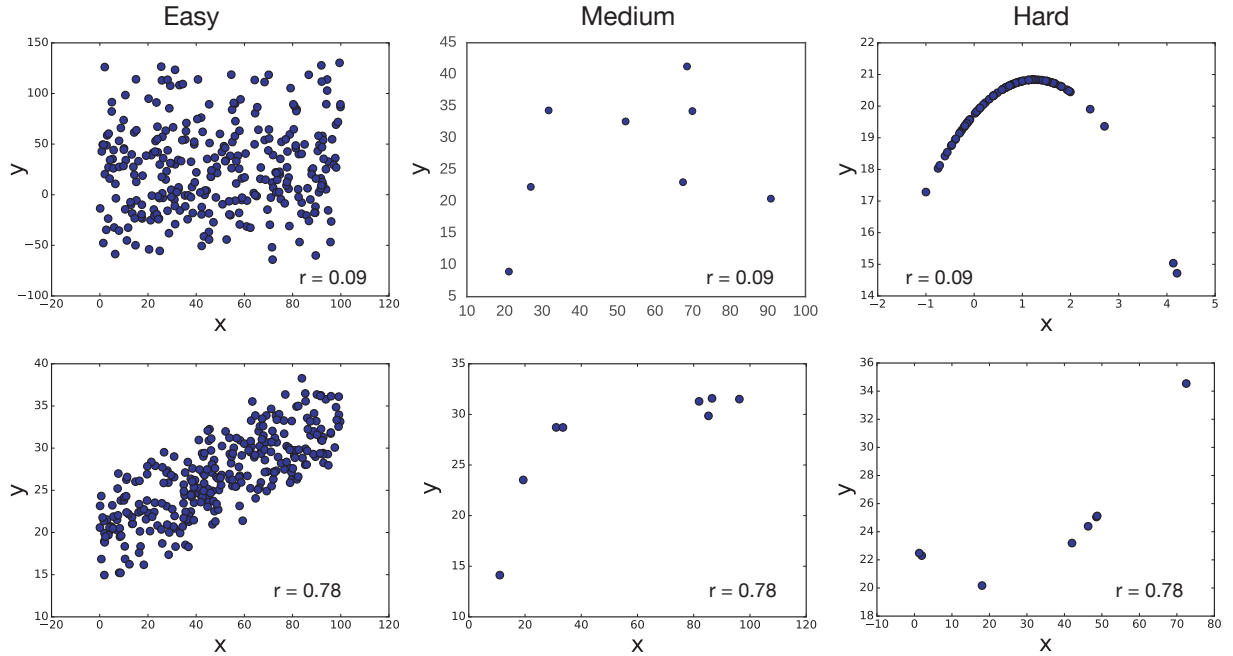 Easy
Medium
Hard
150
100
50
0
−50
−100
−20 0 20 40 60 80 100 120
y
x
r = 0.09
45
40
35
30
25
20
15
10
5
10 20 30 40 50 60 70 80 90 100
y
x
r = 0.09
22
21
20
19
18
17
16
15
14
−2 −1 0 1 2 3 4 5
y
x
r = 0.09
40
35
30
25
20
15
10
−20 0 20 40 60 80 100 120
y
x
r = 0.78
35
30
25
20
15
10
0 20 40 60 80 100 120
y
x
r = 0.78
36
34
32
30
28
26
24
22
20
18
−10 0 10 20 30 40 50 60 70 80
y
x
r = 0.78